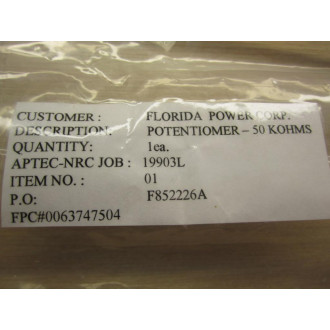 CUSTOMER : FLORIDA POWER CORP.
DESCRIPTION: POTENTIOMER – 50 KOHMS
QUANTITY: 1ea.
APTEC-NRC JOB : 19903L
ITEM NO. : 01
P.O: F852226A
FPC#0063747504